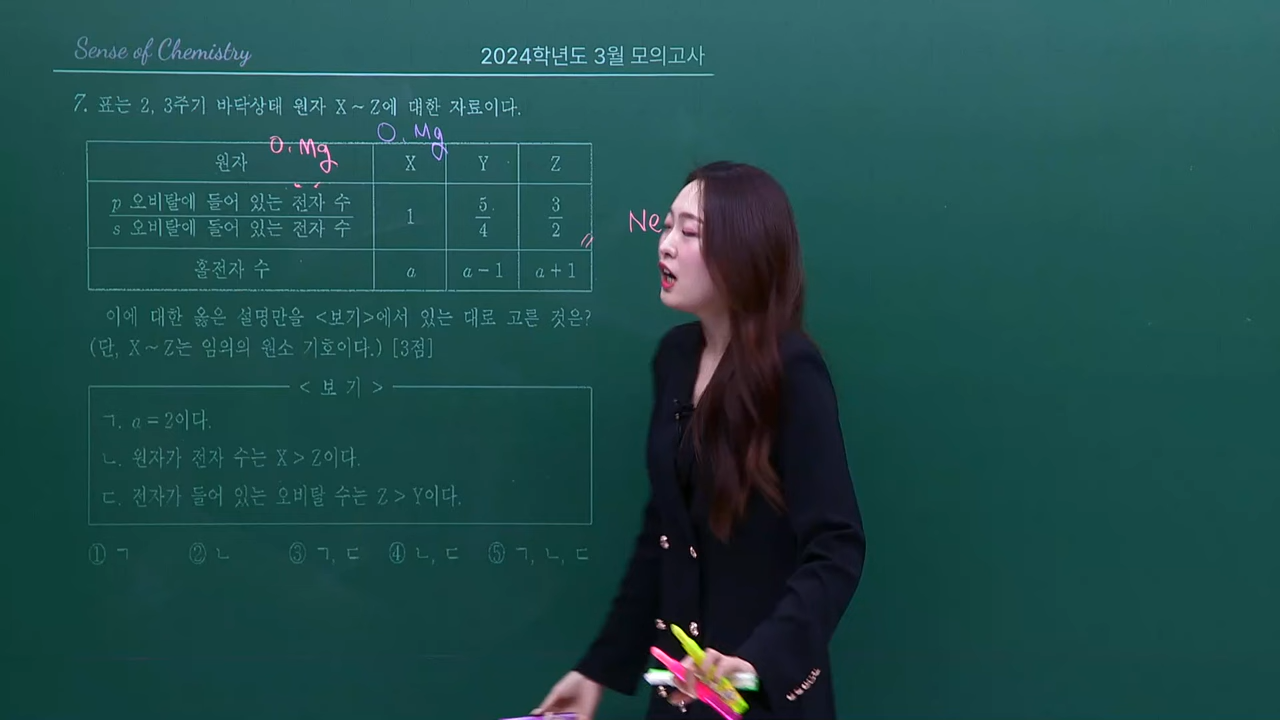 Sense of Chemistry
2024학년도 3월 모의고사
7. 표는 2, 3주기 바닥상태 원자 X ~ Z에 대한 자료이다.
O. Mg
O. Mg
원자 X Y Z
p 오비탈에 들어 있는 전자 수
s 오비탈에 들어 있는 전자 수
1 5/4 3/2
Ne
홀전자 수 a a - 1 a + 1
이에 대한 옳은 설명만을 <보기>에서 있는 대로 고른 것은?
(단, X ~ Z는 임의의 원소 기호이다.) [3점]
< 보 기 >
ㄱ. a = 2이다.
ㄴ. 원자가 전자 수는 X > Z이다.
ㄷ. 전자가 들어 있는 오비탈 수는 Z > Y이다.
① ㄱ ② ㄴ ③ ㄱ, ㄷ ④ ㄴ, ㄷ ⑤ ㄱ, ㄴ, ㄷ